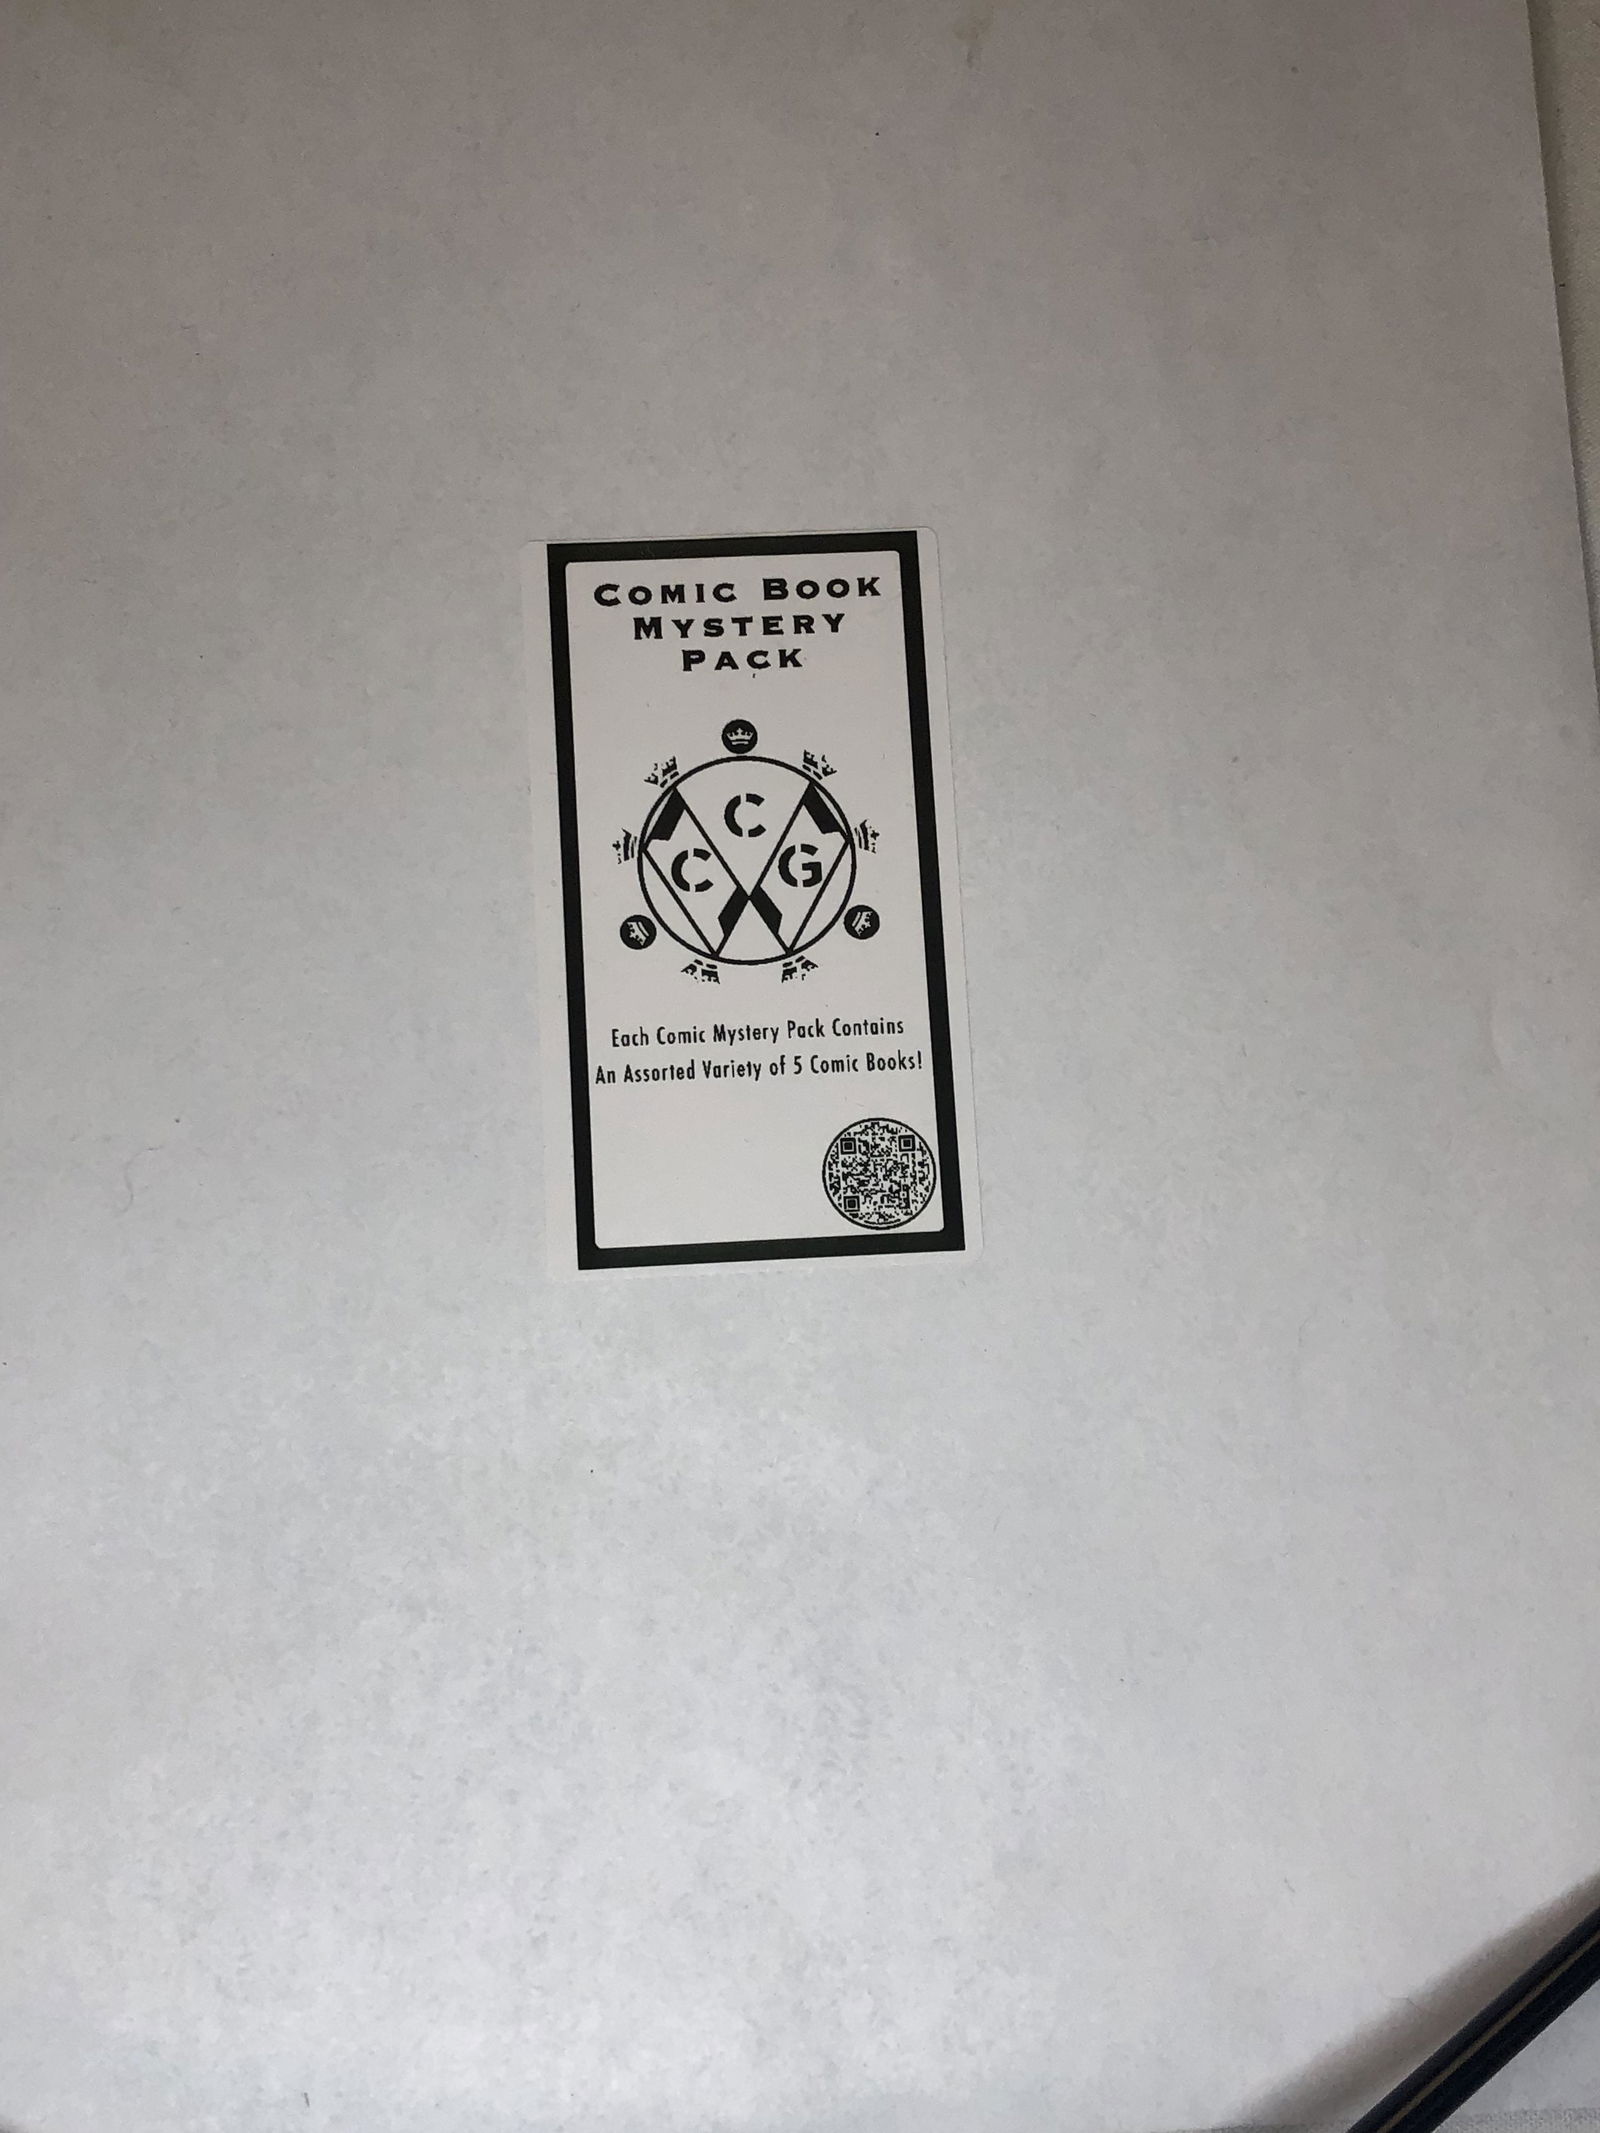 COMIC BOOK
MYSTERY
PACK
C
C G
Each Comic Mystery Pack Contains
An Assorted Variety of 5 Comic Books!